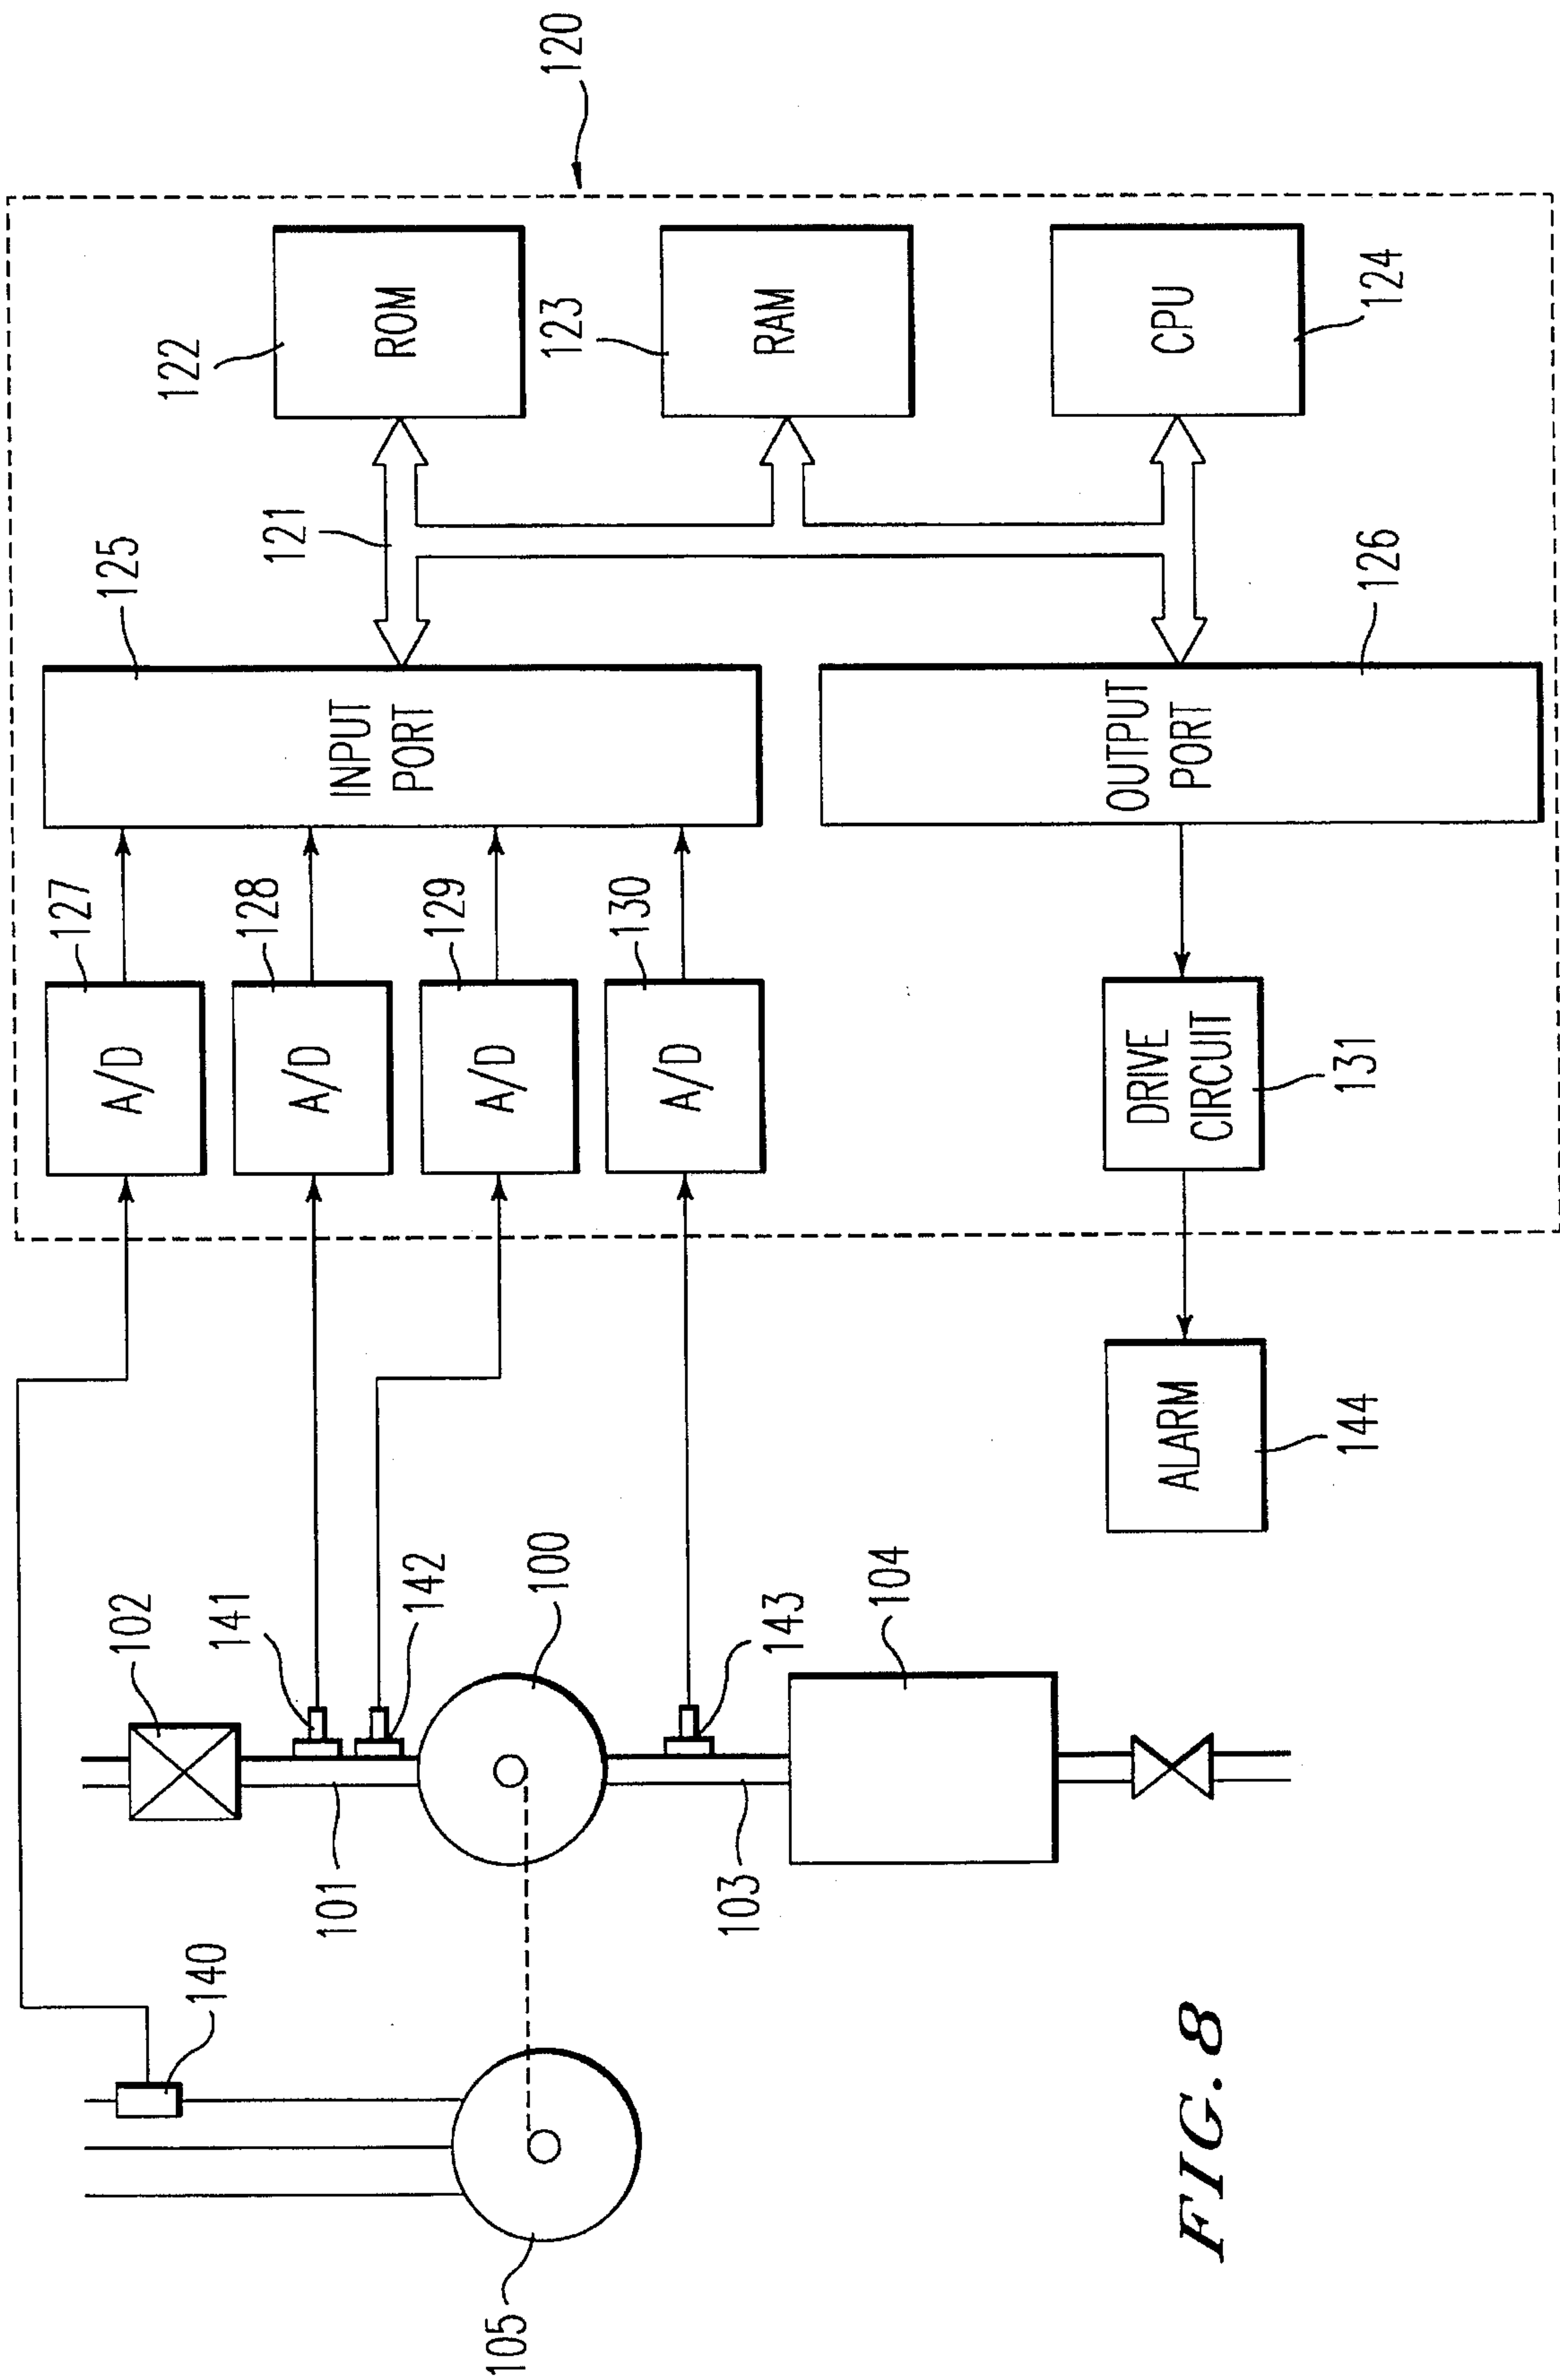 120
122
ROM
123
RAM
CPU
124
121
125
INPUT
PORT
OUTPUT
PORT
126
127
128
129
130
A/D
A/D
A/D
A/D
DRIVE
CIRCUIT
131
ALARM
144
102
141
142
100
143
104
101
103
140
105
FIG. 8